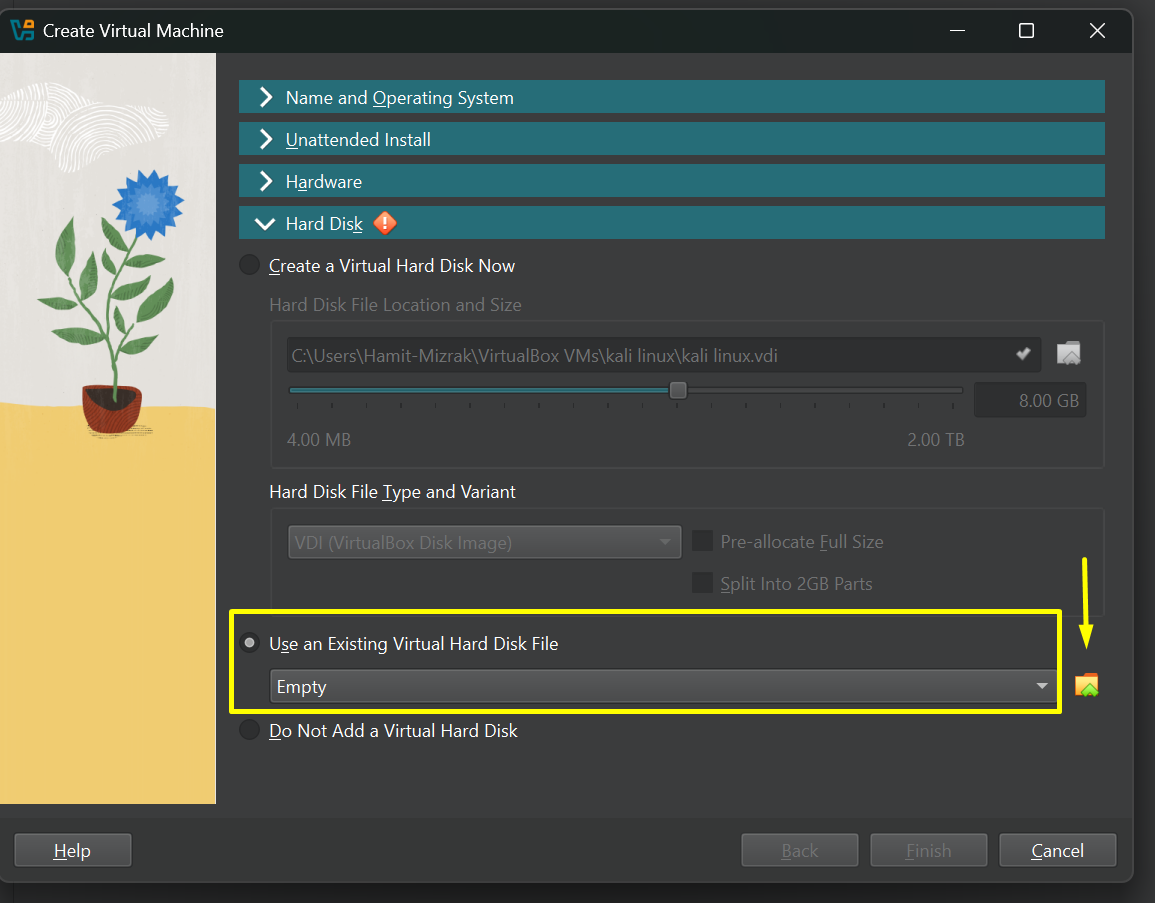 Create Virtual Machine
Name and Operating System
Unattended Install
Hardware
Hard Disk
Create a Virtual Hard Disk Now
Hard Disk File Location and Size
C:\Users\Hamit-Mizrak\VirtualBox VMs\kali linux\kali linux.vdi
8.00 GB
4.00 MB 2.00 TB
Hard Disk File Type and Variant
VDI (VirtualBox Disk Image) Pre-allocate Full Size
Split Into 2GB Parts
Use an Existing Virtual Hard Disk File
Empty
Do Not Add a Virtual Hard Disk
Help Back Finish Cancel